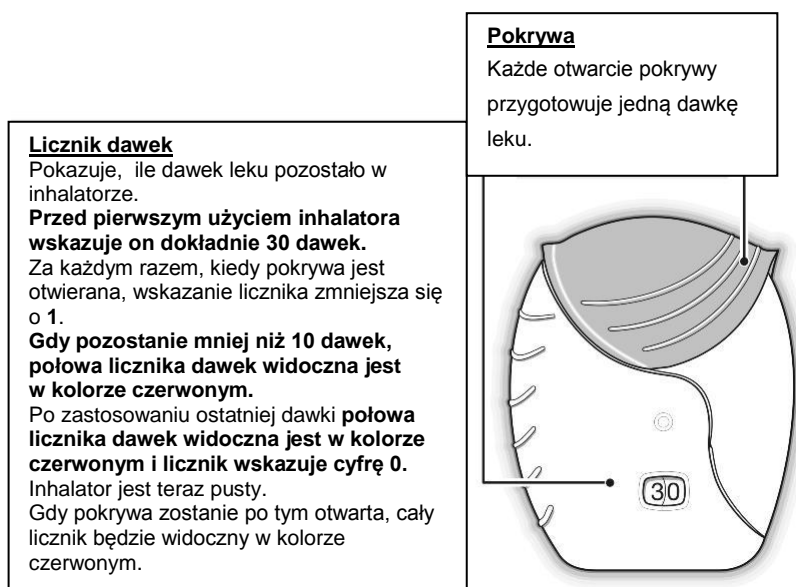 Pokrywa
Każde otwarcie pokrywy
przygotowuje jedną dawkę
leku.
Licznik dawek
Pokazuje, ile dawek leku pozostało w
inhalatorze.
Przed pierwszym użyciem inhalatora
wskazuje on dokładnie 30 dawek.
Za każdym razem, kiedy pokrywa jest
otwierana, wskazanie licznika zmniejsza się
o 1.
Gdy pozostanie mniej niż 10 dawek,
połowa licznika dawek widoczna jest
w kolorze czerwonym.
Po zastosowaniu ostatniej dawki połowa
licznika dawek widoczna jest w kolorze
czerwonym i licznik wskazuje cyfrę 0.
Inhalator jest teraz pusty.
Gdy pokrywa zostanie po tym otwarta, cały
licznik będzie widoczny w kolorze
czerwonym.
30